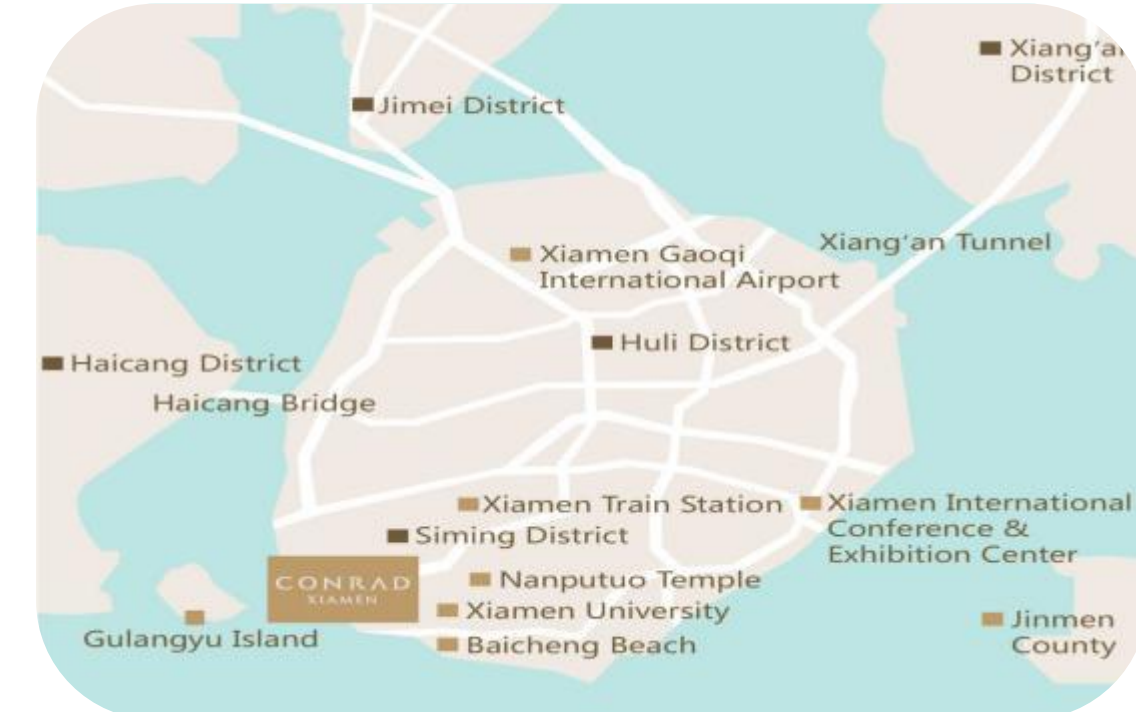 Xiang'an
District
Jimei District
Xiang'an Tunnel
Xiamen Gaoqi
International Airport
Huli District
Haicang District
Haicang Bridge
Xiamen Train Station
Xiamen International
Conference &
Exhibition Center
Siming District
CONRAD
XIAMEN
Nanputuo Temple
Xiamen University
Baicheng Beach
Gulangyu Island
Jinmen
County